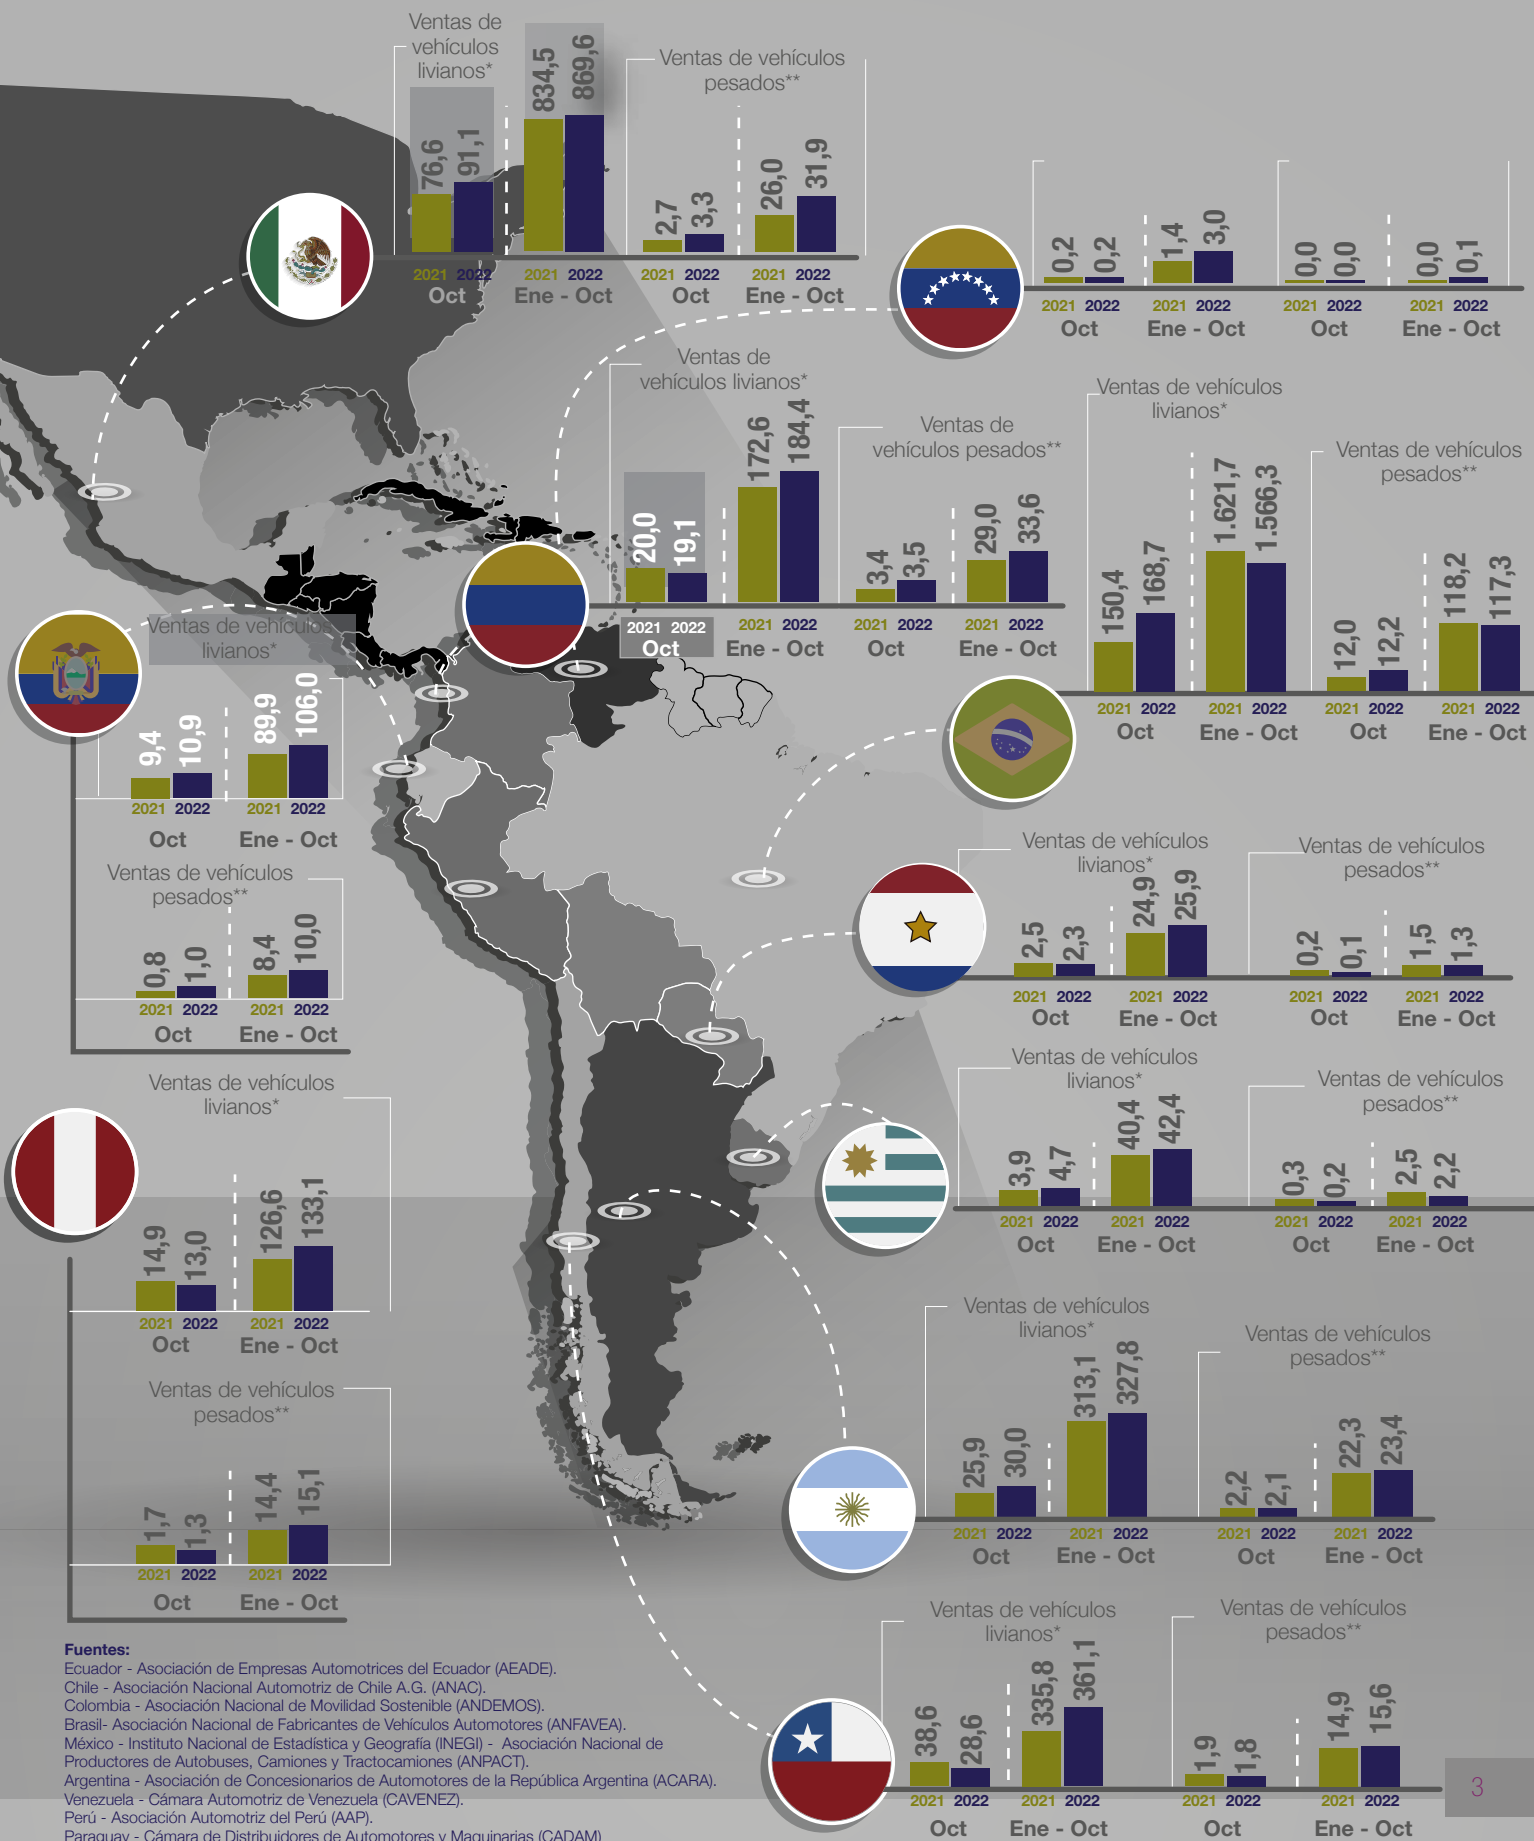 Ventas de
vehículos
livianos*
76,6
91,1
834,5
869,6
2021 2022
Oct
2021 2022
Ene - Oct
Ventas de vehículos
pesados**
2,7
3,3
26,0
31,9
2021 2022
Oct
2021 2022
Ene - Oct
0,2
0,2
1,4
3,0
0,0
0,0
0,0
0,1
2021 2022
Oct
2021 2022
Ene - Oct
2021 2022
Oct
2021 2022
Ene - Oct
Ventas de
vehículos livianos*
20,0
19,1
172,6
184,4
2021 2022
Oct
2021 2022
Ene - Oct
Ventas de
vehículos pesados**
3,4
3,5
29,0
33,6
2021 2022
Oct
2021 2022
Ene - Oct
Ventas de vehículos
livianos*
150,4
168,7
1.621,7
1.566,3
2021 2022
Oct
2021 2022
Ene - Oct
Ventas de vehículos
pesados**
12,0
12,2
118,2
117,3
2021 2022
Oct
2021 2022
Ene - Oct
Ventas de vehículos
livianos*
9,4
10,9
89,9
106,0
2021 2022
Oct
2021 2022
Ene - Oct
Ventas de vehículos
pesados**
0,8
1,0
8,4
10,0
2021 2022
Oct
2021 2022
Ene - Oct
Ventas de vehículos
livianos*
2,5
2,3
24,9
25,9
2021 2022
Oct
2021 2022
Ene - Oct
Ventas de vehículos
pesados**
0,2
0,1
1,5
1,3
2021 2022
Oct
2021 2022
Ene - Oct
Ventas de vehículos
livianos*
3,9
4,7
40,4
42,4
2021 2022
Oct
2021 2022
Ene - Oct
Ventas de vehículos
pesados**
0,3
0,2
2,5
2,2
2021 2022
Oct
2021 2022
Ene - Oct
Ventas de vehículos
livianos*
14,9
13,0
126,6
133,1
2021 2022
Oct
2021 2022
Ene - Oct
Ventas de vehículos
pesados**
1,7
1,3
14,4
15,1
2021 2022
Oct
2021 2022
Ene - Oct
Ventas de vehículos
livianos*
25,9
30,0
313,1
327,8
2021 2022
Oct
2021 2022
Ene - Oct
Ventas de vehículos
pesados**
2,2
2,1
22,3
23,4
2021 2022
Oct
2021 2022
Ene - Oct
Ventas de vehículos
livianos*
38,6
28,6
335,8
361,1
2021 2022
Oct
2021 2022
Ene - Oct
Ventas de vehículos
pesados**
1,9
1,8
14,9
15,6
2021 2022
Oct
2021 2022
Ene - Oct
Fuentes:
Ecuador - Asociación de Empresas Automotrices del Ecuador (AEADE).
Chile - Asociación Nacional Automotriz de Chile A.G. (ANAC).
Colombia - Asociación Nacional de Movilidad Sostenible (ANDEMOS).
Brasil- Asociación Nacional de Fabricantes de Vehículos Automotores (ANFAVEA).
México - Instituto Nacional de Estadística y Geografía (INEGI) - Asociación Nacional de
Productores de Autobuses, Camiones y Tractocamiones (ANPACT).
Argentina - Asociación de Concesionarios de Automotores de la República Argentina (ACARA).
Venezuela - Cámara Automotriz de Venezuela (CAVENEZ).
Perú - Asociación Automotriz del Perú (AAP).
Paraguay - Cámara de Distribuidores de Automotores y Maquinarias (CADAM)
3